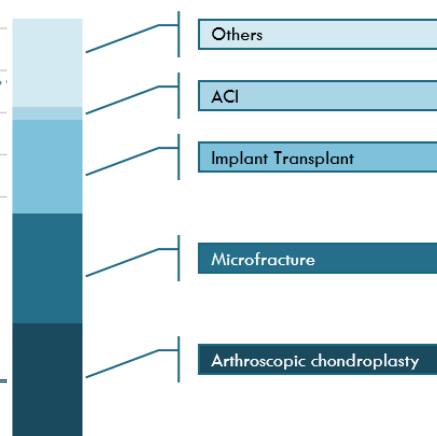 Others
ACI
Implant Transplant
Microfracture
Arthroscopic chondroplasty